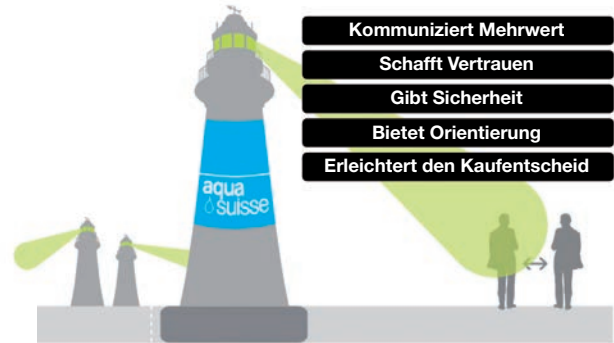 Kommuniziert Mehrwert
Schafft Vertrauen
Gibt Sicherheit
Bietet Orientierung
Erleichtert den Kaufentscheid
aqua
suisse